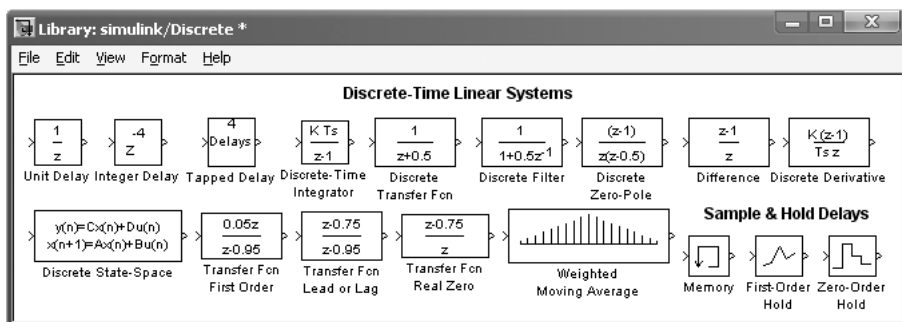 Library: simulink/Discrete *
File Edit View Format Help
Discrete-Time Linear Systems
1
z
Unit Delay
-4
Z
Integer Delay
4
Delays
Tapped Delay
K Ts
z-1
Discrete-Time
Integrator
1
z+0.5
Discrete
Transfer Fcn
1
1+0.5z-1
Discrete Filter
(z-1)
z(z-0.5)
Discrete
Zero-Pole
z-1
z
Difference
K (z-1)
Ts z
Discrete Derivative
y(n)=Cx(n)+Du(n)
x(n+1)=Ax(n)+Bu(n)
Discrete State-Space
0.05z
z-0.95
Transfer Fcn
First Order
z-0.75
z-0.95
Transfer Fcn
Lead or Lag
z-0.75
z
Transfer Fcn
Real Zero
Weighted
Moving Average
Sample & Hold Delays
Memory
First-Order
Hold
Zero-Order
Hold